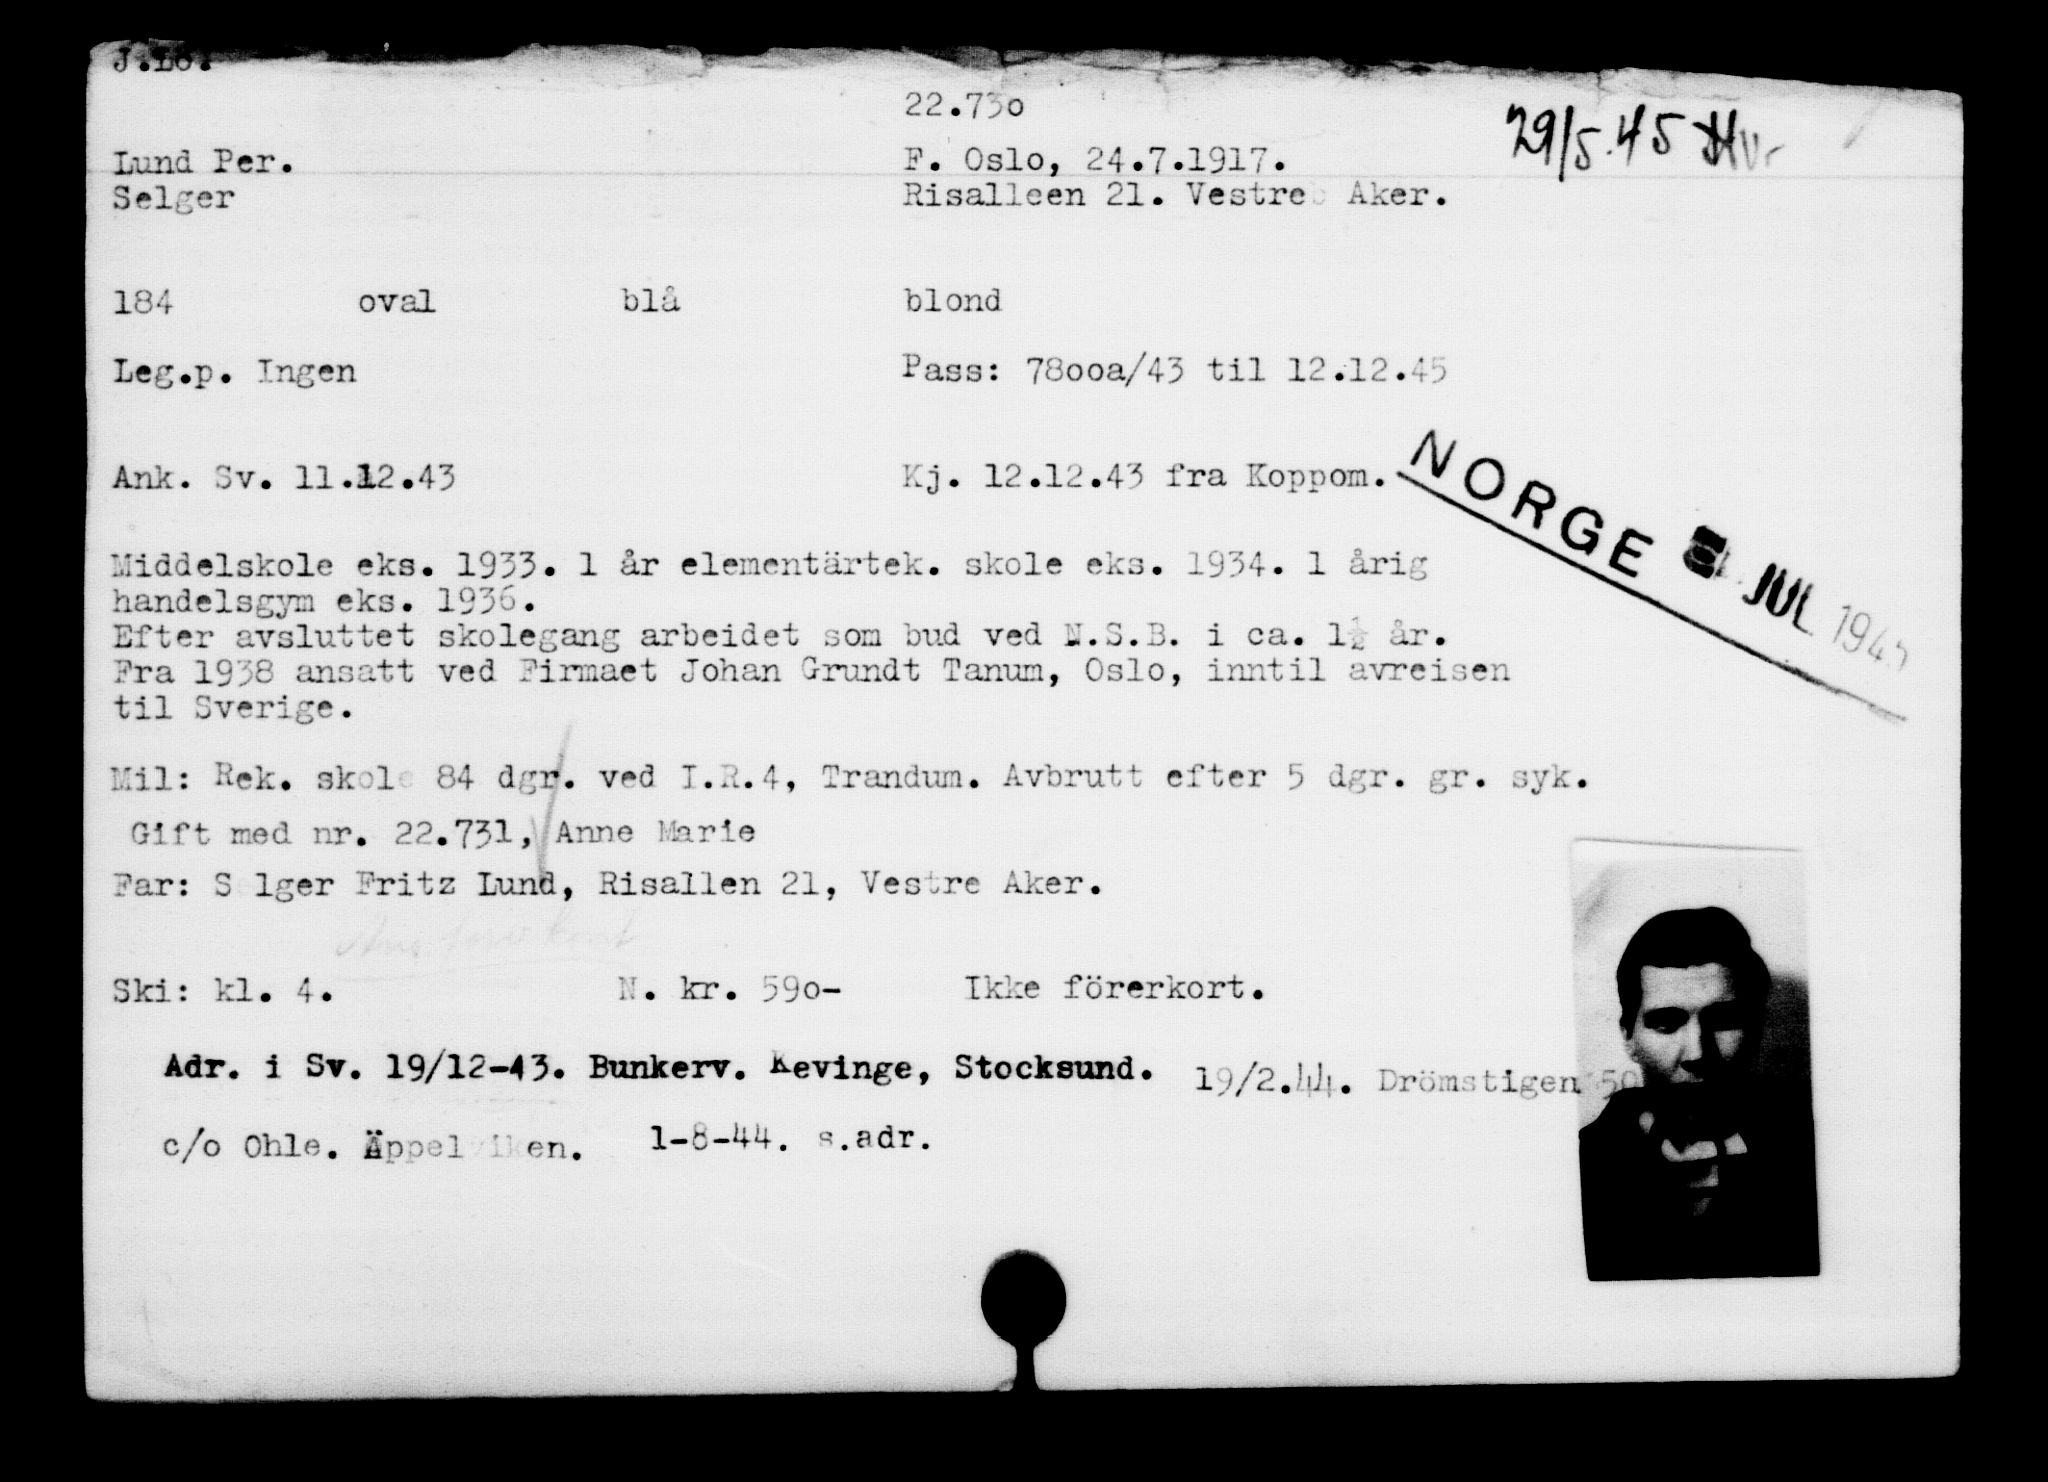 22.73o
29/5.45
Lund Per. F. Oslo, 24.7.1917.
Selger Risalleen 21. Vestre Aker.
184 oval blå blond
Leg.p. Ingen Pass: 78ooa/43 til 12.12.45
Ank. Sv. 11.12.43 Kj. 12.12.43 fra Koppom.
NORGE JUL 1945
Middelskole eks. 1933. 1 år elementärtek. skole eks. 1934. 1 årig
handelsgym eks. 1936.
Efter avsluttet skolegang arbeidet som bud ved N.S.B. i ca. 1½ år.
Fra 1938 ansatt ved Firmaet Johan Grundt Tanum, Oslo, inntil avreisen
til Sverige.
Mil: Rek. skole 84 dgr. ved I.R.4, Trandum. Avbrutt efter 5 dgr. gr. syk.
Gift med nr. 22.731, Anne Marie
Far: Selger Fritz Lund, Risallen 21, Vestre Aker.
Ski: kl. 4. N. kr. 59o- Ikke förerkort.
Adr. i Sv. 19/12-43. Bunkerv. Kevinge, Stocksund. 19/2.44. Drömstigen 50
c/o Ohle. Äppelviken. 1-8-44. s.adr.